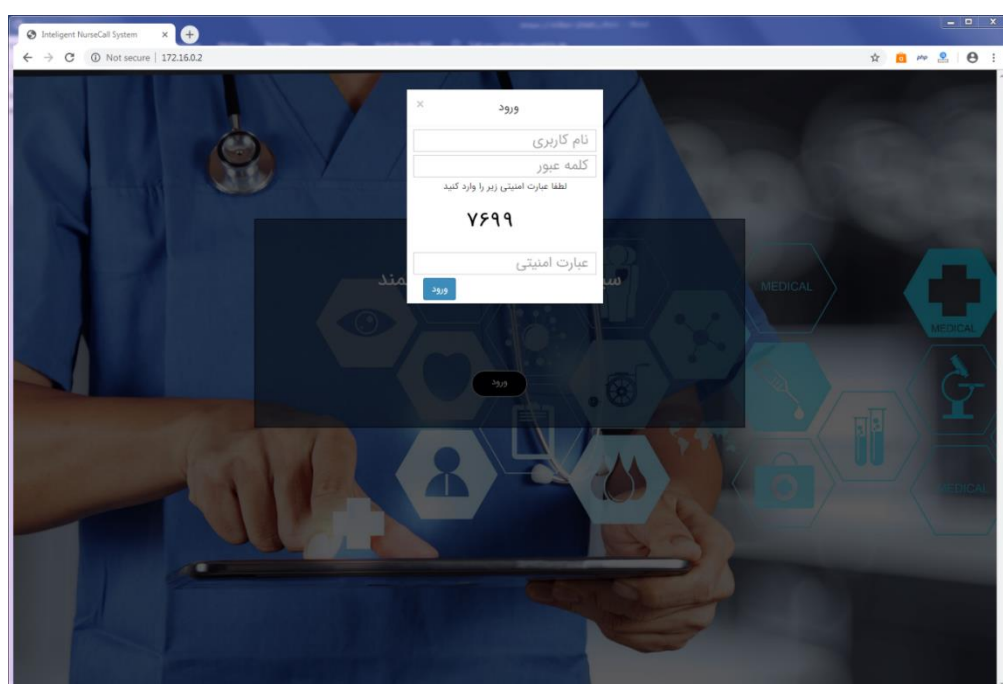 Inteligent NurseCall System
Not secure | 172.16.0.2
php
ورود
نام کاربری
کلمه عبور
لطفا عبارت امنیتی زیر را وارد کنید
۷۶۹۹
عبارت امنیتی
ورود
MEDICAL
MEDICAL
ورود
MEDICAL